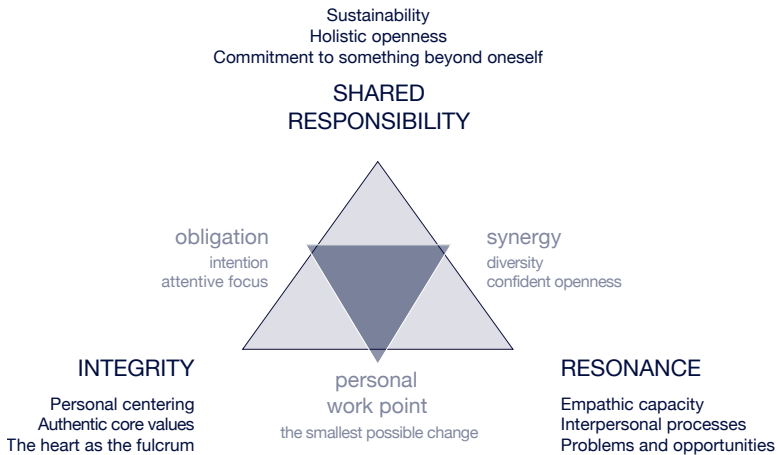 Sustainability
Holistic openness
Commitment to something beyond oneself
SHARED
RESPONSIBILITY
obligation
intention
attentive focus
synergy
diversity
confident openness
INTEGRITY
Personal centering
Authentic core values
The heart as the fulcrum
personal
work point
the smallest possible change
RESONANCE
Empathic capacity
Interpersonal processes
Problems and opportunities